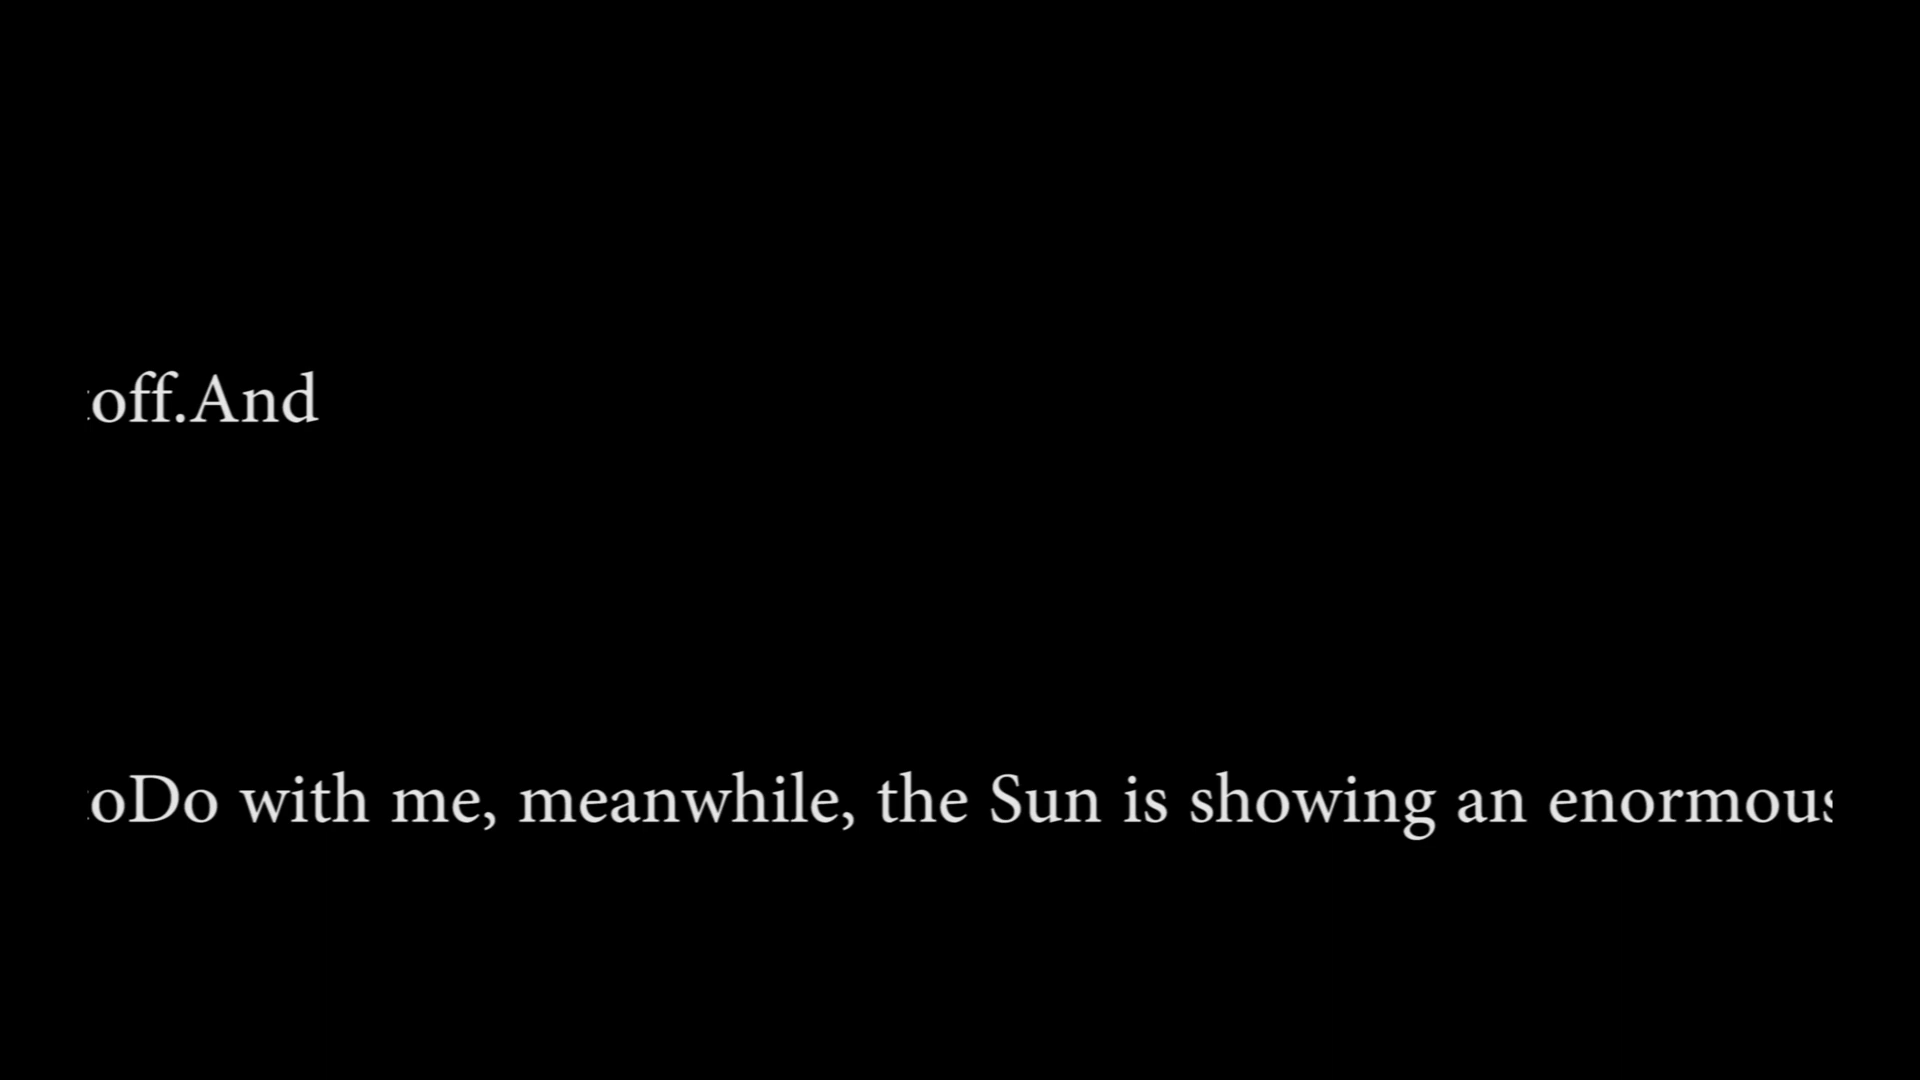 off.And
oDo with me, meanwhile, the Sun is showing an enormous